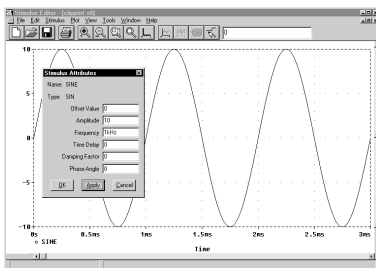 Stimulus Editor - [clippert.stl]
File Edit Stimulus Plot View Tools Window Help
0
10
Stimulus Attributes
Name: SINE
Type: SIN
Offset Value 0
Amplitude 10
Frequency 1kHz
Time Delay 0
Damping Factor 0
Phase Angle 0
OK Apply Cancel
5
0
-5
-10
0s 0.5ms 1ms 1.5ms 2ms 2.5ms 3ms
SINE
Time